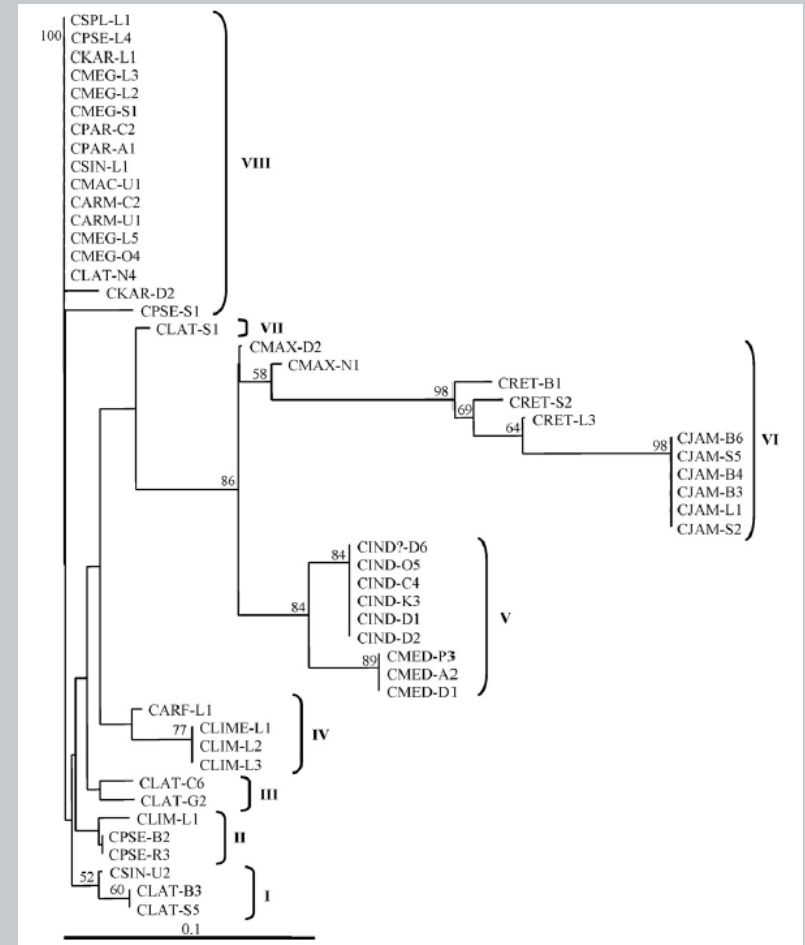 CSPL-L1
100
CPSE-L4
CKAR-L1
CMEG-L3
CMEG-L2
CMEG-S1
CPAR-C2
CPAR-A1
CSIN-L1
VIII
CMAC-U1
CARM-C2
CARM-U1
CMEG-L5
CMEG-O4
CLAT-N4
CKAR-D2
CPSE-S1
CLAT-S1
VII
CMAX-D2
CMAX-N1
58
CRET-B1
98
CRET-S2
69
CRET-L3
64
CJAM-B6
98
VI
CJAM-S5
CJAM-B4
CJAM-B3
CJAM-L1
CJAM-S2
86
CIND?-D6
84
CIND-O5
CIND-C4
CIND-K3
84
CIND-D1
V
CIND-D2
CMED-P3
89
CMED-A2
CMED-D1
CARF-L1
CLIME-L1
77
IV
CLIM-L2
CLIM-L3
CLAT-C6
III
CLAT-G2
CLIM-L1
CPSE-B2
II
CPSE-R3
CSIN-U2
52
CLAT-B3
60
I
CLAT-S5
0.1